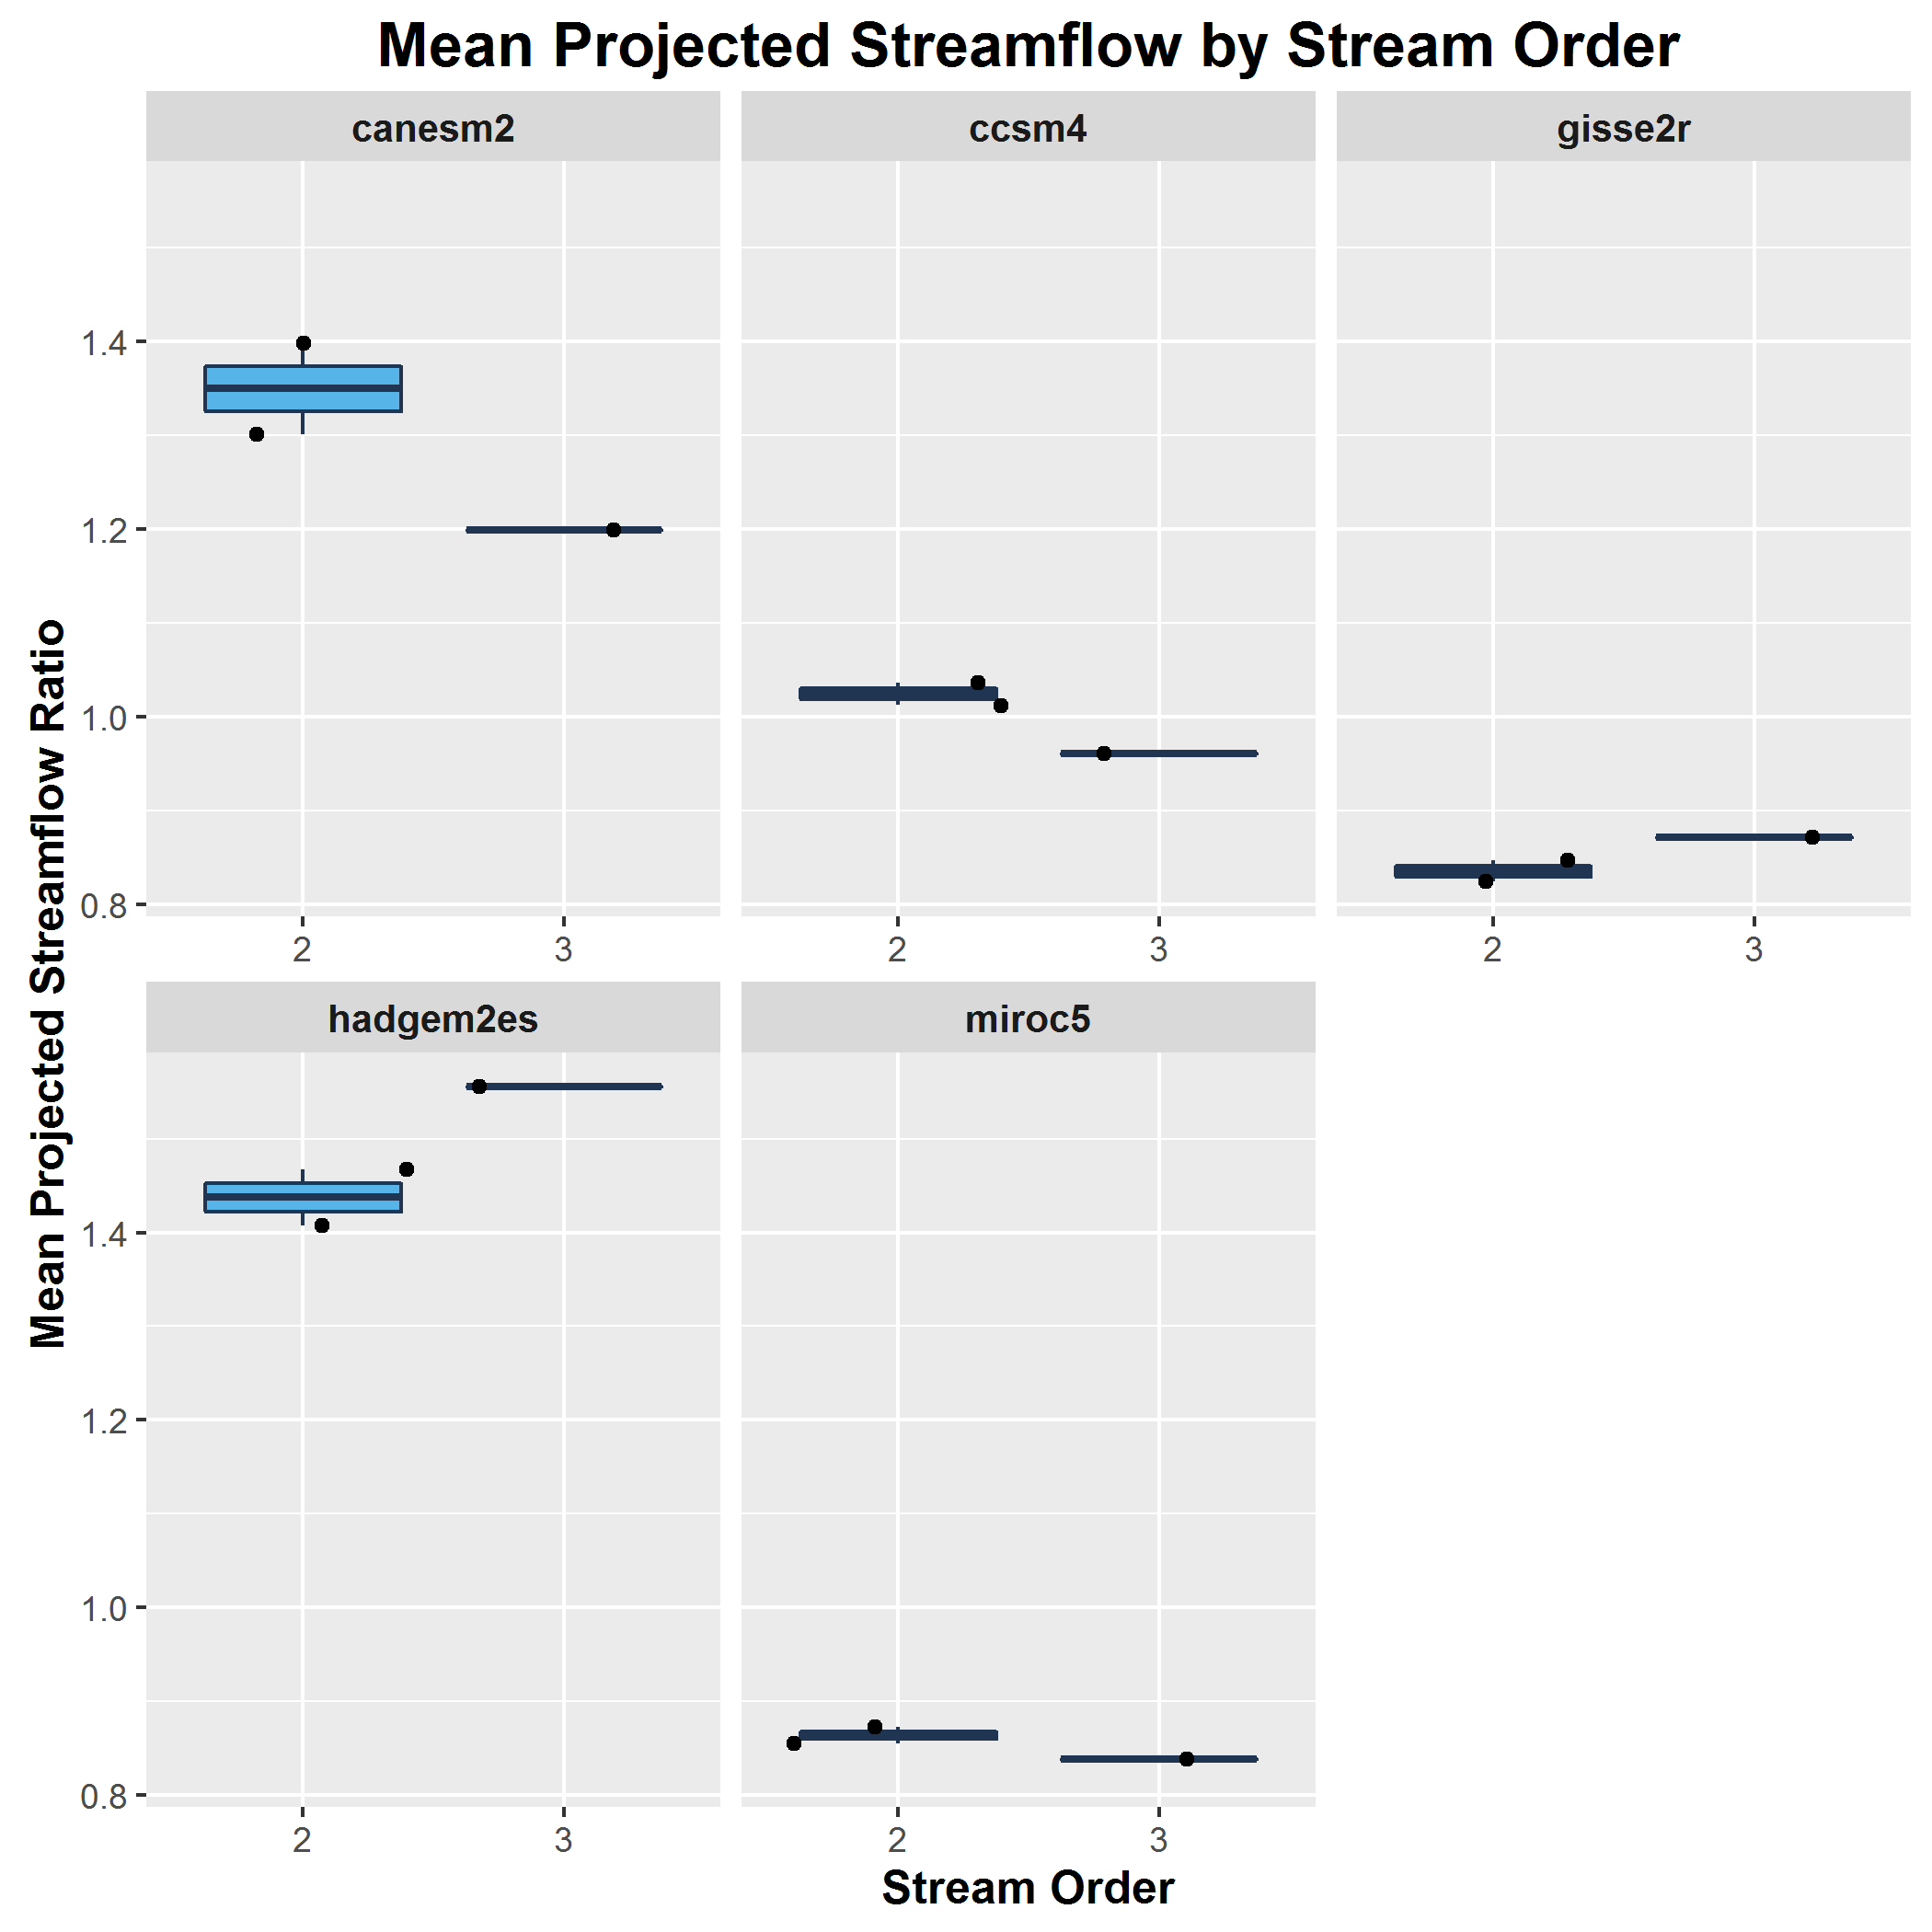 Mean Projected Streamflow by Stream Order
canesm2
ccsm4
gisse2r
1.4
1.2
1.0
0.8
2
3
2
3
2
3
Mean Projected Streamflow Ratio
hadgem2es
miroc5
1.4
1.2
1.0
0.8
2
3
2
3
Stream Order